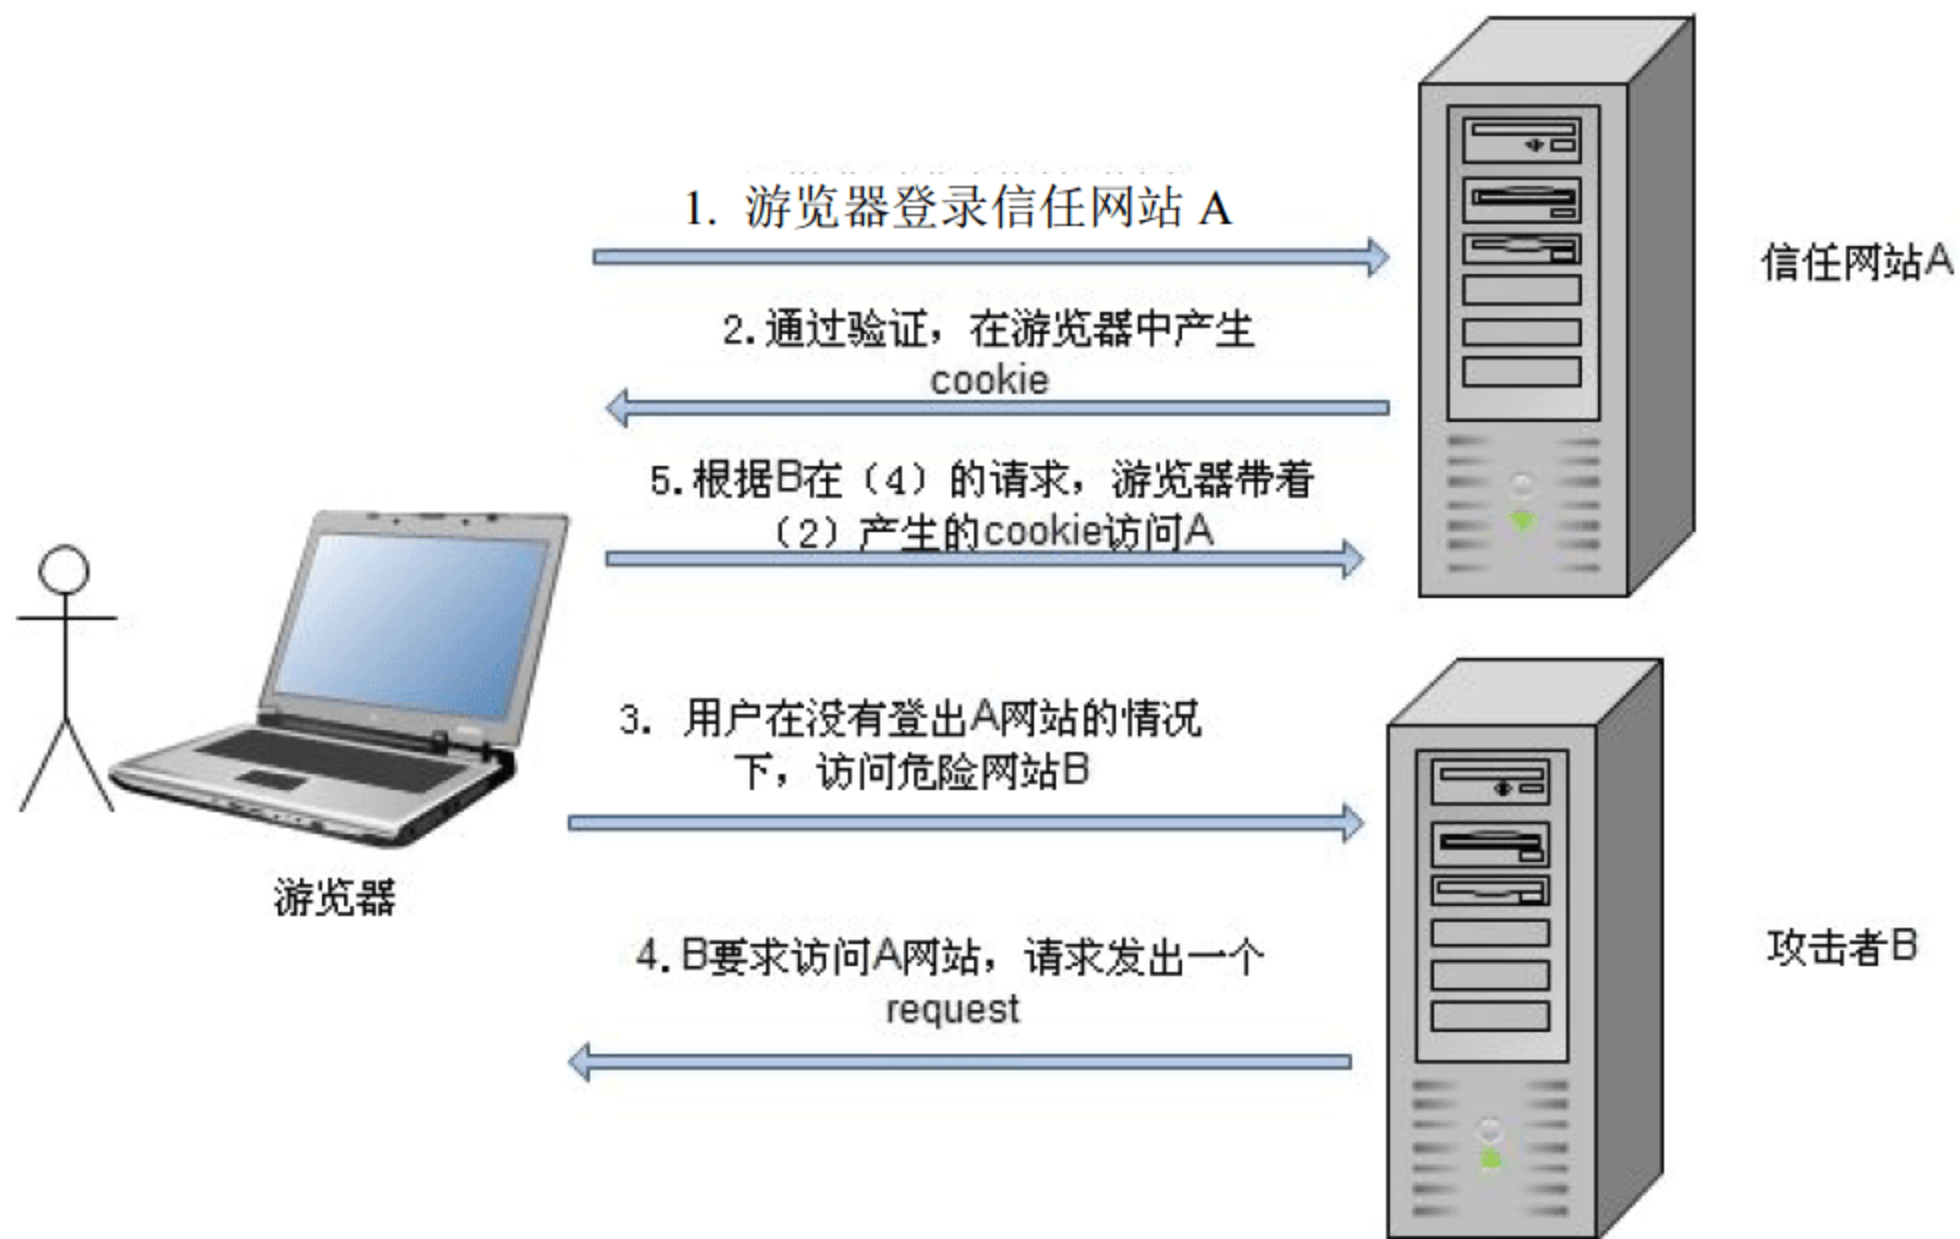 1. 游览器登录信任网站 A
信任网站A
2.通过验证，在游览器中产生
cookie
5.根据B在（4）的请求，游览器带着
（2）产生的cookie访问A
3. 用户在没有登出A网站的情况
下，访问危险网站B
游览器
4.B要求访问A网站，请求发出一个
request
攻击者B